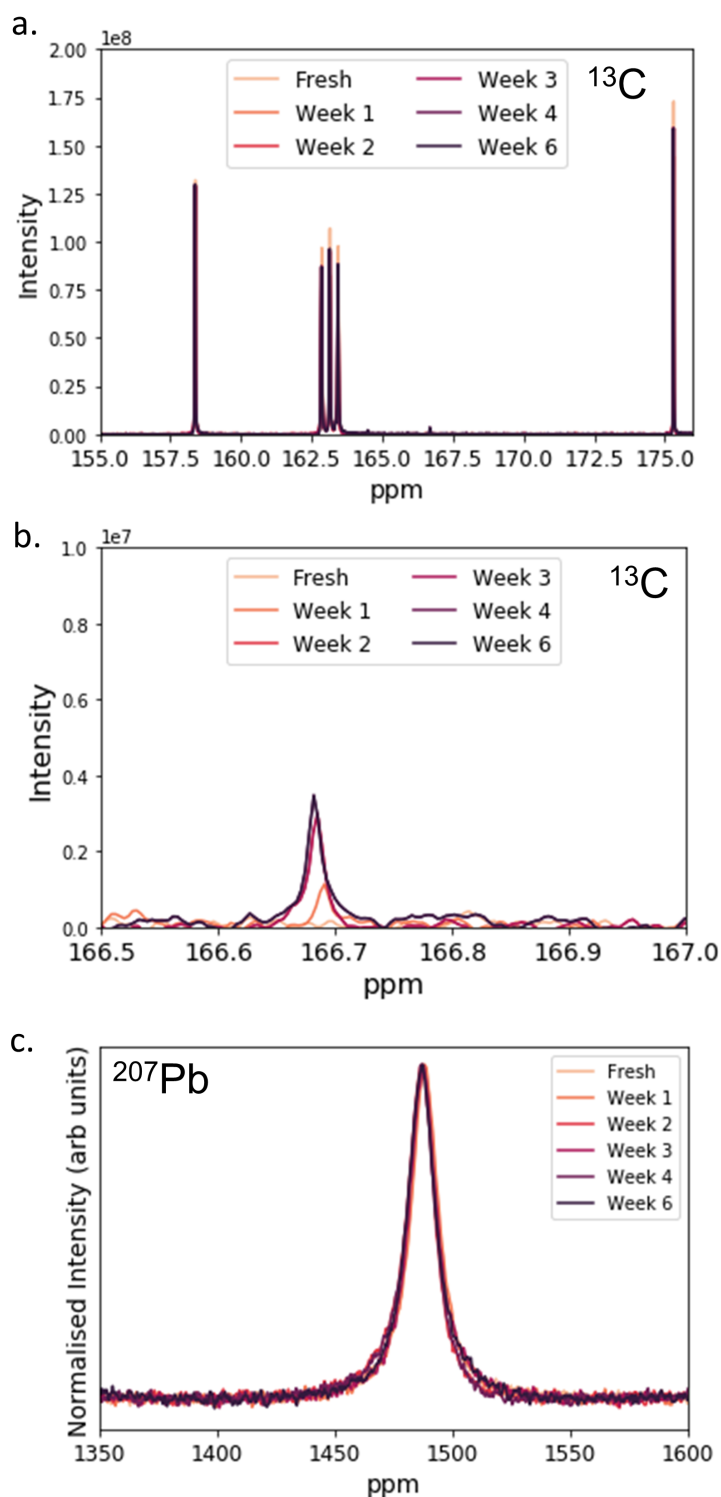 a.
1e8
2.00
1.75
1.50
1.25
1.00
0.75
0.50
0.25
0.00
Intensity
Fresh Week 3
Week 1 Week 4
Week 2 Week 6
¹³C
155.0 157.5 160.0 162.5 165.0 167.5 170.0 172.5 175.0
ppm
b.
1e7
1.0
0.8
0.6
0.4
0.2
0.0
Intensity
Fresh Week 3
Week 1 Week 4
Week 2 Week 6
¹³C
166.5 166.6 166.7 166.8 166.9 167.0
ppm
c.
Normalised Intensity (arb units)
²⁰⁷Pb
Fresh
Week 1
Week 2
Week 3
Week 4
Week 6
1350 1400 1450 1500 1550 1600
ppm